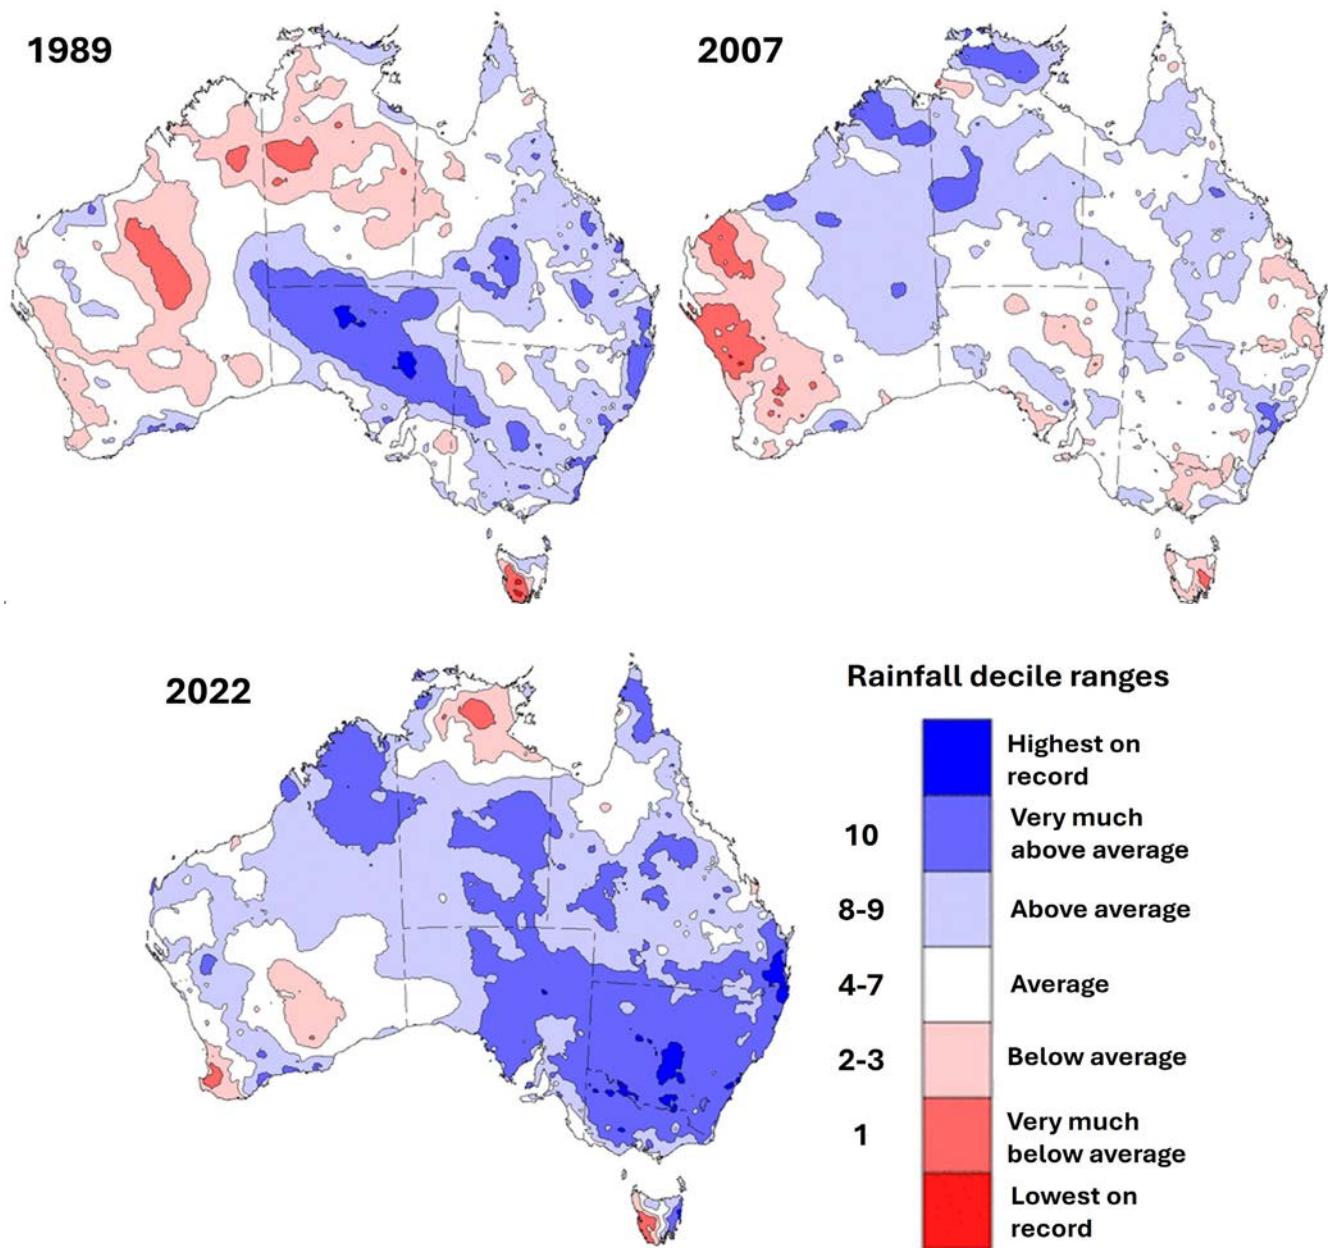 1989
2007
2022
Rainfall decile ranges
Highest on
record
10
Very much
above average
8-9
Above average
4-7
Average
2-3
Below average
1
Very much
below average
Lowest on
record